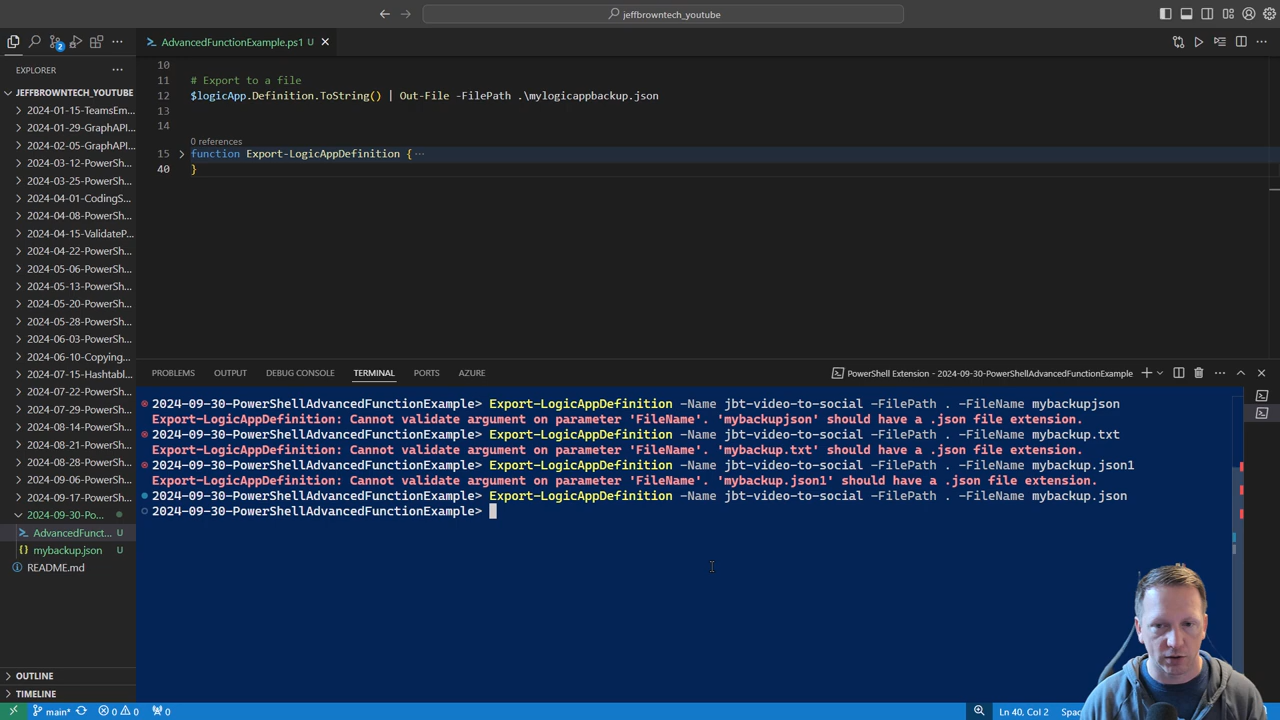 jeffbrowntech_youtube
2
AdvancedFunctionExample.ps1 U
EXPLORER
JEFFBROWNTECH_YOUTUBE
2024-01-15-TeamsEm...
2024-01-29-GraphAPI...
2024-02-05-GraphAPI...
2024-03-12-PowerSh...
2024-03-25-PowerSh...
2024-04-01-CodingS...
2024-04-08-PowerSh...
2024-04-15-ValidateP...
2024-04-22-PowerSh...
2024-05-06-PowerSh...
2024-05-13-PowerSh...
2024-05-20-PowerSh...
2024-05-28-PowerSh...
2024-06-03-PowerSh...
2024-06-10-Copying...
2024-07-15-Hashtabl...
2024-07-22-PowerSh...
2024-07-29-PowerSh...
2024-08-14-PowerSh...
2024-08-21-PowerSh...
2024-08-28-PowerSh...
2024-09-06-PowerSh...
2024-09-17-PowerSh...
2024-09-30-Po...
AdvancedFunct... U
{} mybackup.json U
README.md
OUTLINE
TIMELINE
10
11 # Export to a file
12 $logicApp.Definition.ToString() | Out-File -FilePath .\mylogicappbackup.json
13
14
0 references
15 function Export-LogicAppDefinition { ...
40 }
PROBLEMS OUTPUT DEBUG CONSOLE TERMINAL PORTS AZURE
PowerShell Extension - 2024-09-30-PowerShellAdvancedFunctionExample
2024-09-30-PowerShellAdvancedFunctionExample> Export-LogicAppDefinition -Name jbt-video-to-social -FilePath . -FileName mybackupjson
Export-LogicAppDefinition: Cannot validate argument on parameter 'FileName'. 'mybackupjson' should have a .json file extension.
2024-09-30-PowerShellAdvancedFunctionExample> Export-LogicAppDefinition -Name jbt-video-to-social -FilePath . -FileName mybackup.txt
Export-LogicAppDefinition: Cannot validate argument on parameter 'FileName'. 'mybackup.txt' should have a .json file extension.
2024-09-30-PowerShellAdvancedFunctionExample> Export-LogicAppDefinition -Name jbt-video-to-social -FilePath . -FileName mybackup.json1
Export-LogicAppDefinition: Cannot validate argument on parameter 'FileName'. 'mybackup.json1' should have a .json file extension.
2024-09-30-PowerShellAdvancedFunctionExample> Export-LogicAppDefinition -Name jbt-video-to-social -FilePath . -FileName mybackup.json
2024-09-30-PowerShellAdvancedFunctionExample>
main* 0 0 0 Ln 40, Col 2